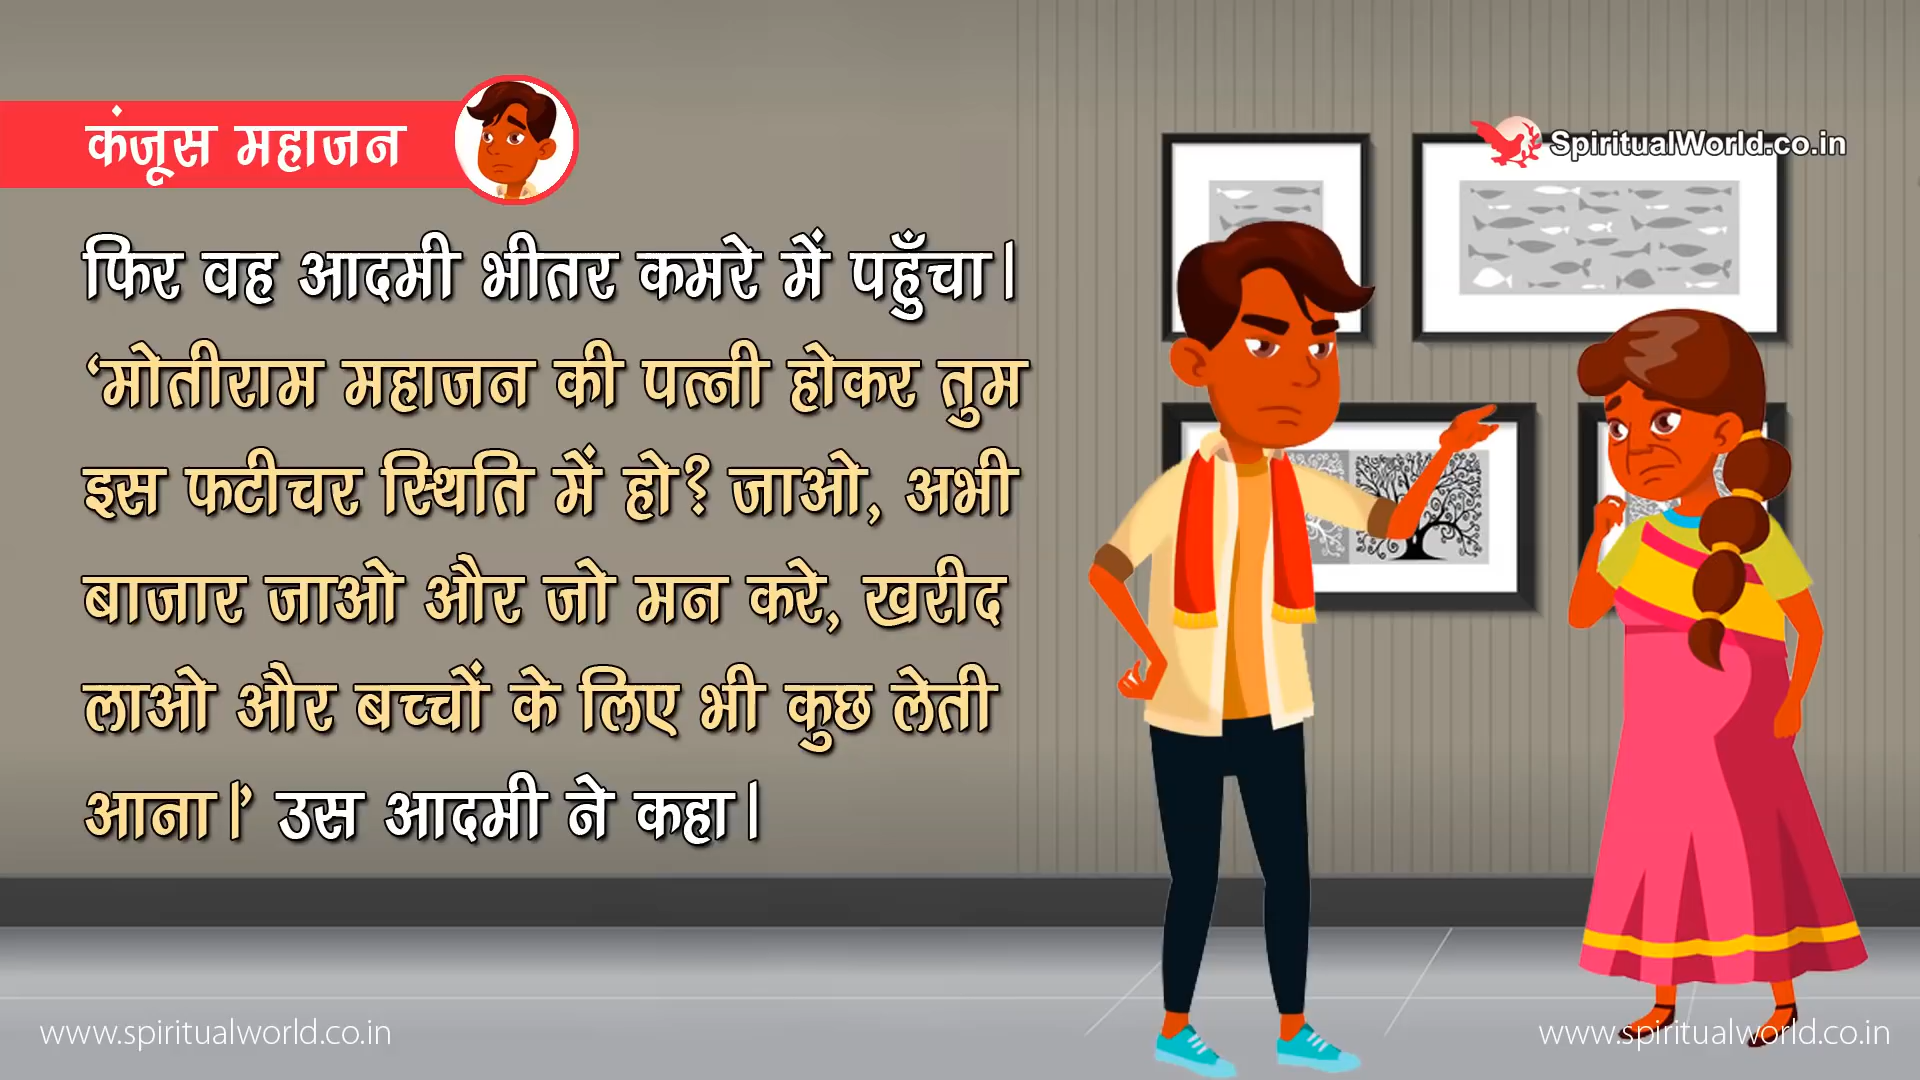 कंजूस महाजन
SpiritualWorld.co.in
फिर वह आदमी भीतर कमरे में पहुँचा।
‘मोतीराम महाजन की पत्नी होकर तुम
इस फटीचर स्थिति में हो? जाओ, अभी
बाजार जाओ और जो मन करे, खरीद
लाओ और बच्चों के लिए भी कुछ लेती
आना।’ उस आदमी ने कहा।
www.spiritualworld.co.in
www.spiritualworld.co.in